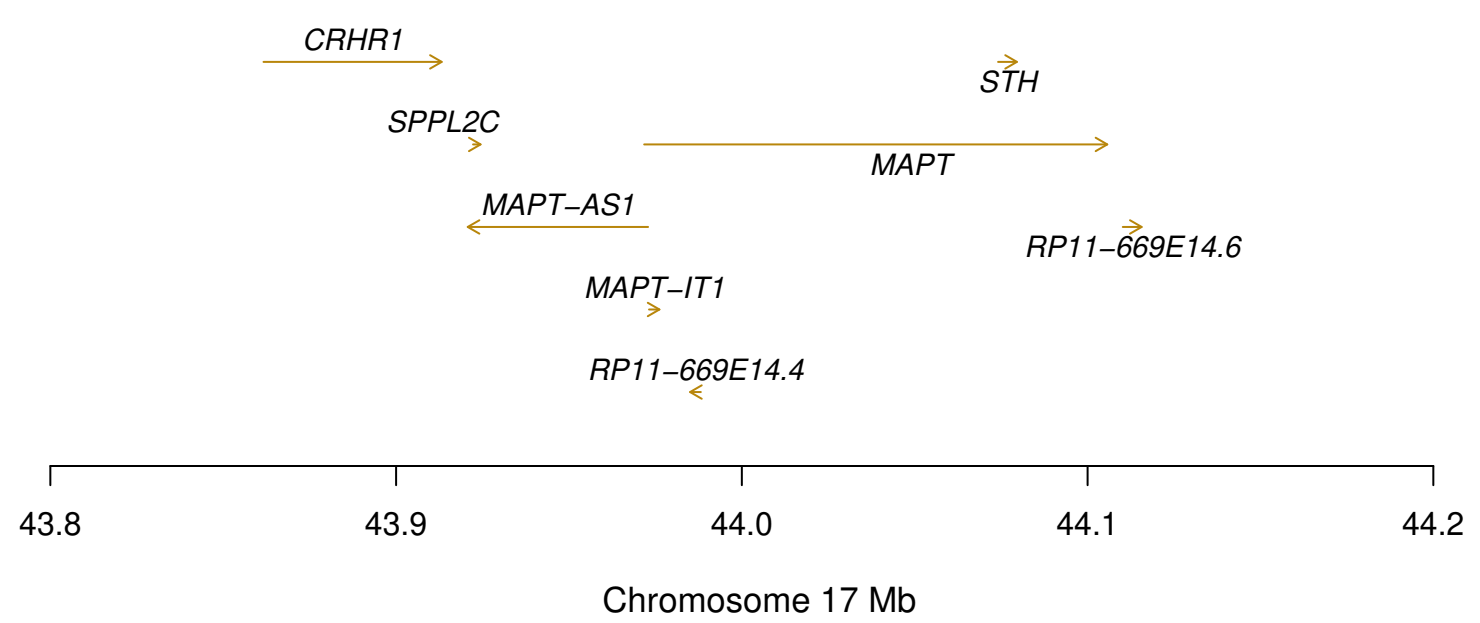 CRHR1
STH
SPPL2C
MAPT
MAPT−AS1
RP11−669E14.6
MAPT−IT1
RP11−669E14.4
43.8 43.9 44.0 44.1 44.2
Chromosome 17 Mb